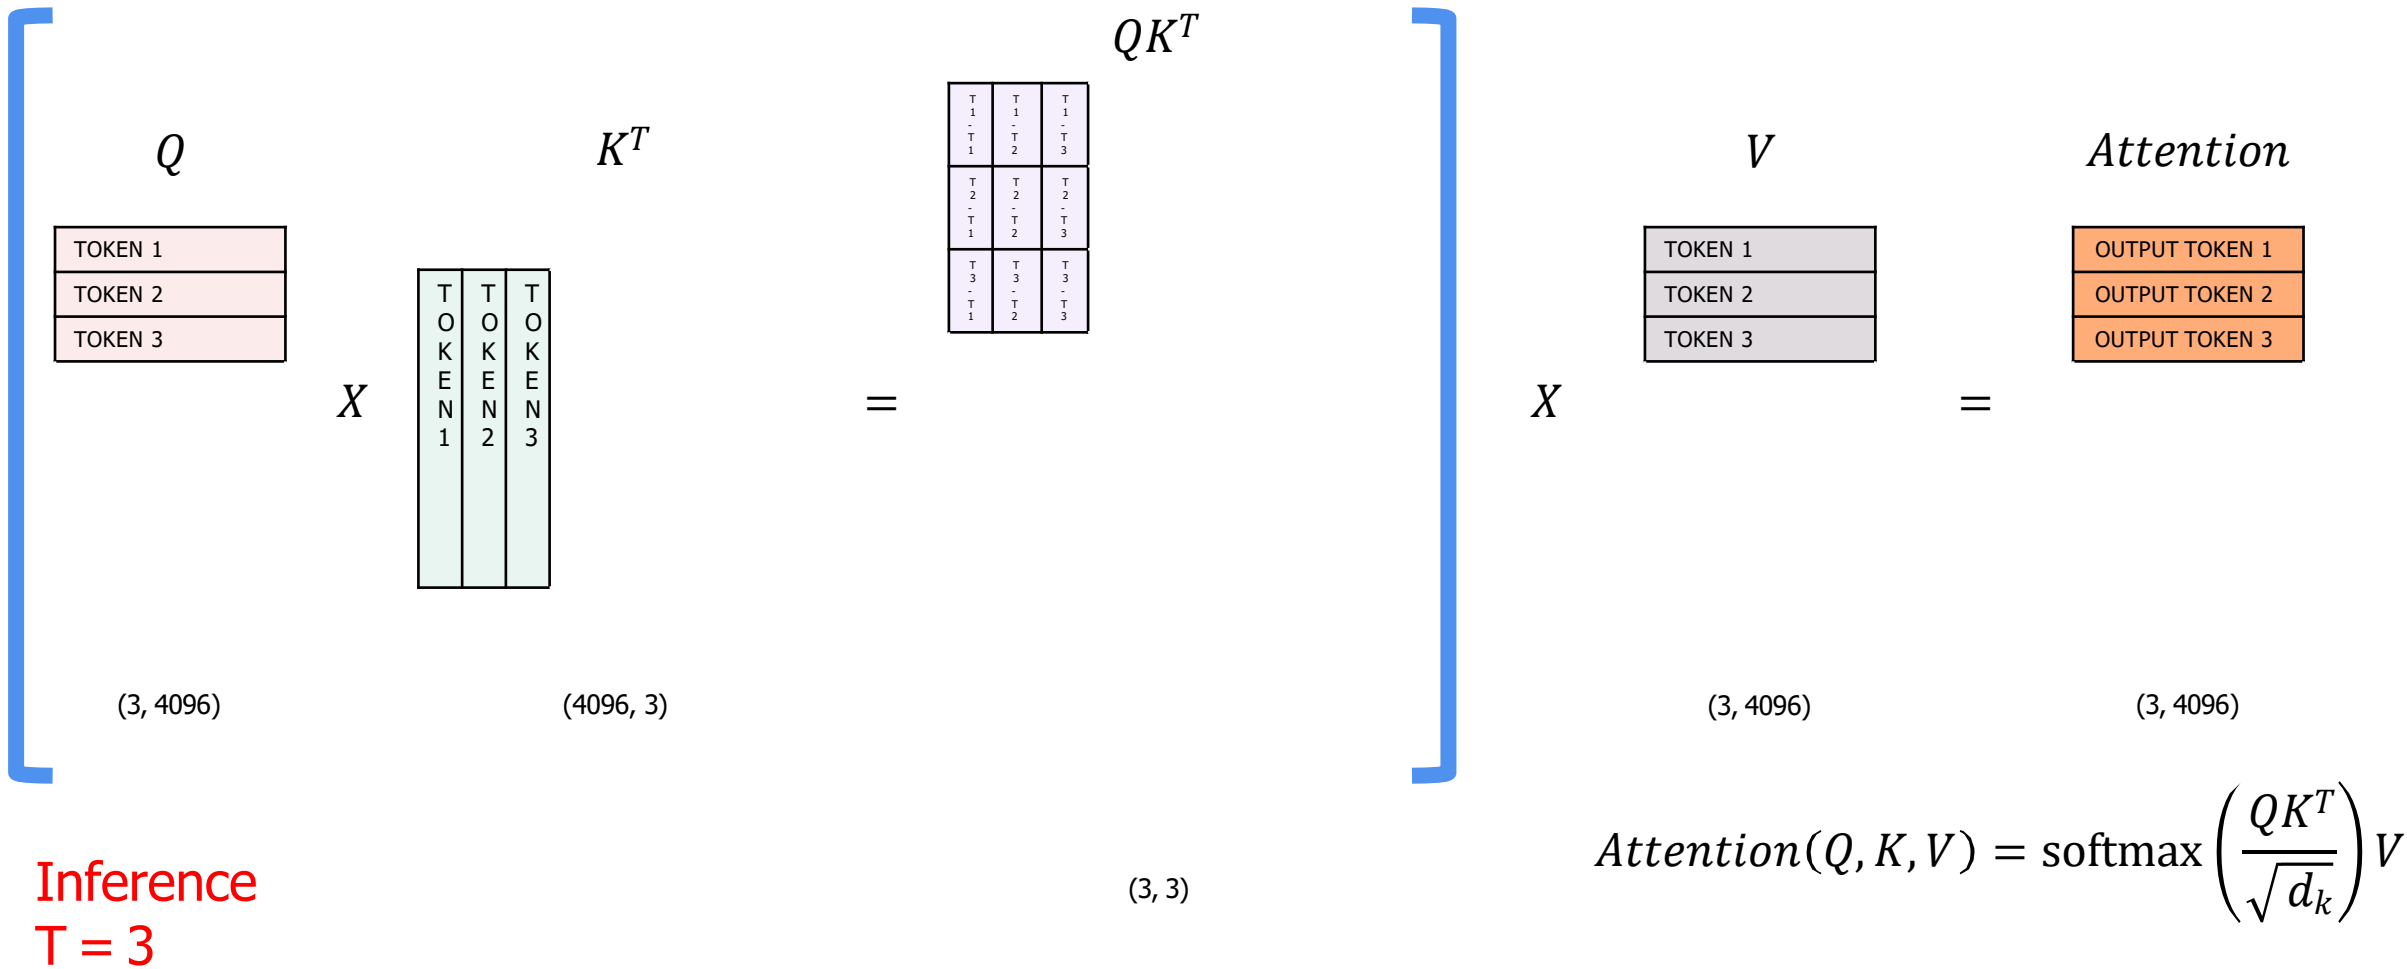 Q
K^T
QK^T
V
Attention
TOKEN 1
TOKEN 2
TOKEN 3
X
TOKEN1
TOKEN2
TOKEN3
=
T1-T1 T1-T2 T1-T3
T2-T1 T2-T2 T2-T3
T3-T1 T3-T2 T3-T3
X
TOKEN 1
TOKEN 2
TOKEN 3
=
OUTPUT TOKEN 1
OUTPUT TOKEN 2
OUTPUT TOKEN 3
(3, 4096)
(4096, 3)
(3, 4096)
(3, 4096)
(3, 3)
Attention(Q, K, V) = softmax(QK^T / √d_k)V
Inference
T = 3